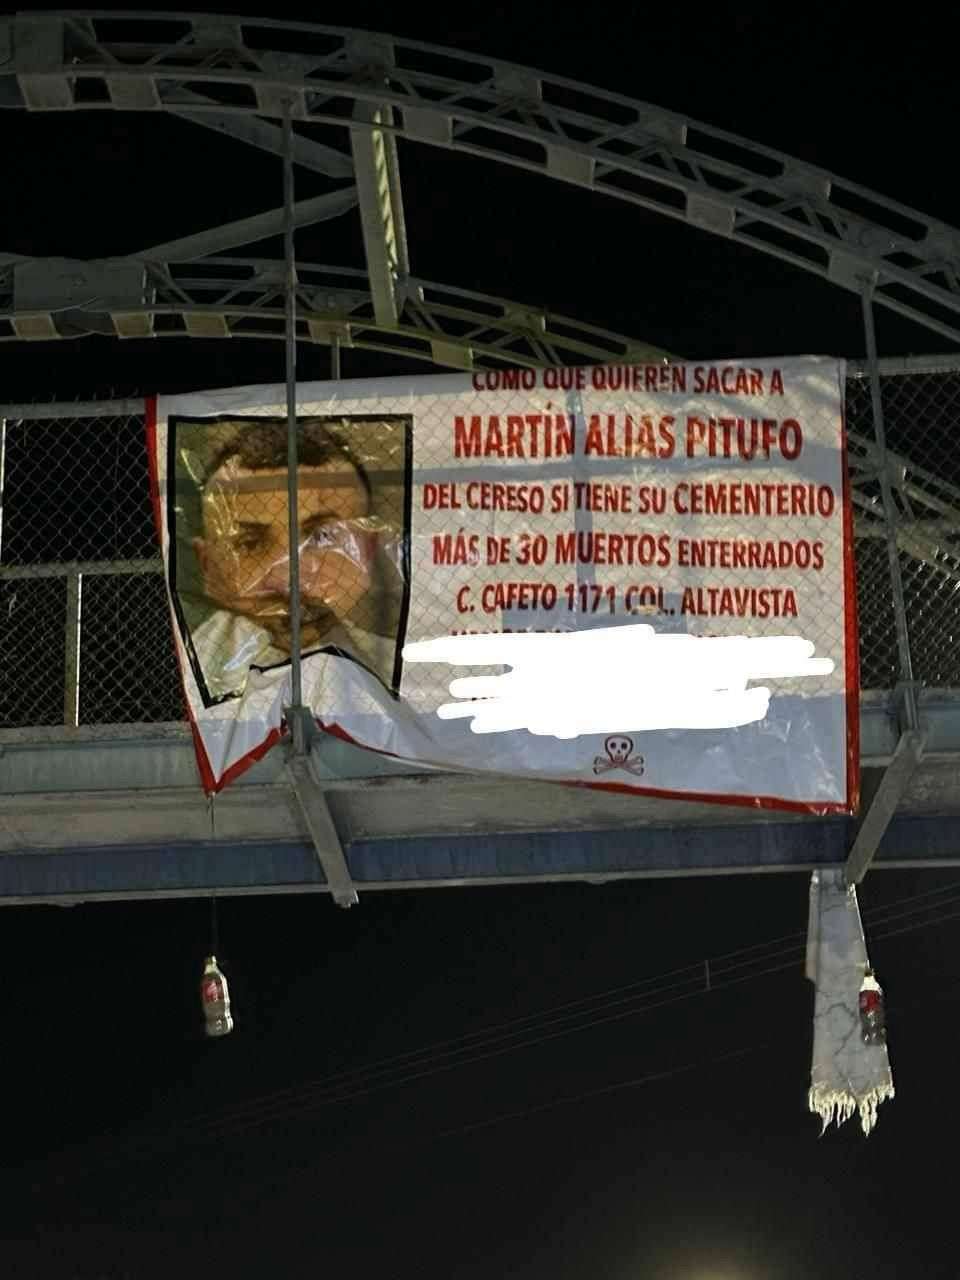 COMO QUE QUIEREN SACAR A
MARTÍN ALIAS PITUFO
DEL CERESO SI TIENE SU CEMENTERIO
MÁS DE 30 MUERTOS ENTERRADOS
C. CAFETO 1171 COL. ALTAVISTA